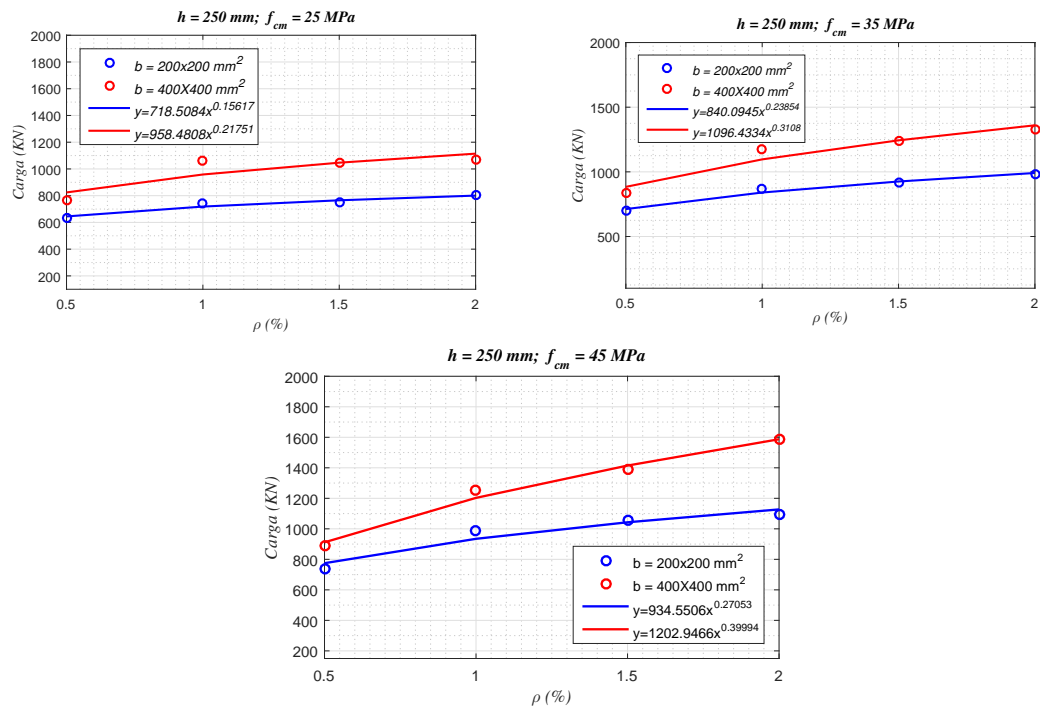 h = 250 mm; f_cm = 25 MPa
2000
1800
1600
1400
1200
1000
800
600
400
200
Carga (KN)
b = 200x200 mm^2
b = 400X400 mm^2
y=718.5084x^0.15617
y=958.4808x^0.21751
0.5
1
1.5
2
ρ (%)
h = 250 mm; f_cm = 35 MPa
2000
1500
1000
500
Carga (KN)
b = 200x200 mm^2
b = 400X400 mm^2
y=840.0945x^0.23854
y=1096.4334x^0.3108
0.5
1
1.5
2
ρ (%)
h = 250 mm; f_cm = 45 MPa
2000
1800
1600
1400
1200
1000
800
600
400
200
Carga (KN)
b = 200x200 mm^2
b = 400X400 mm^2
y=934.5506x^0.27053
y=1202.9466x^0.39994
0.5
1
1.5
2
ρ (%)